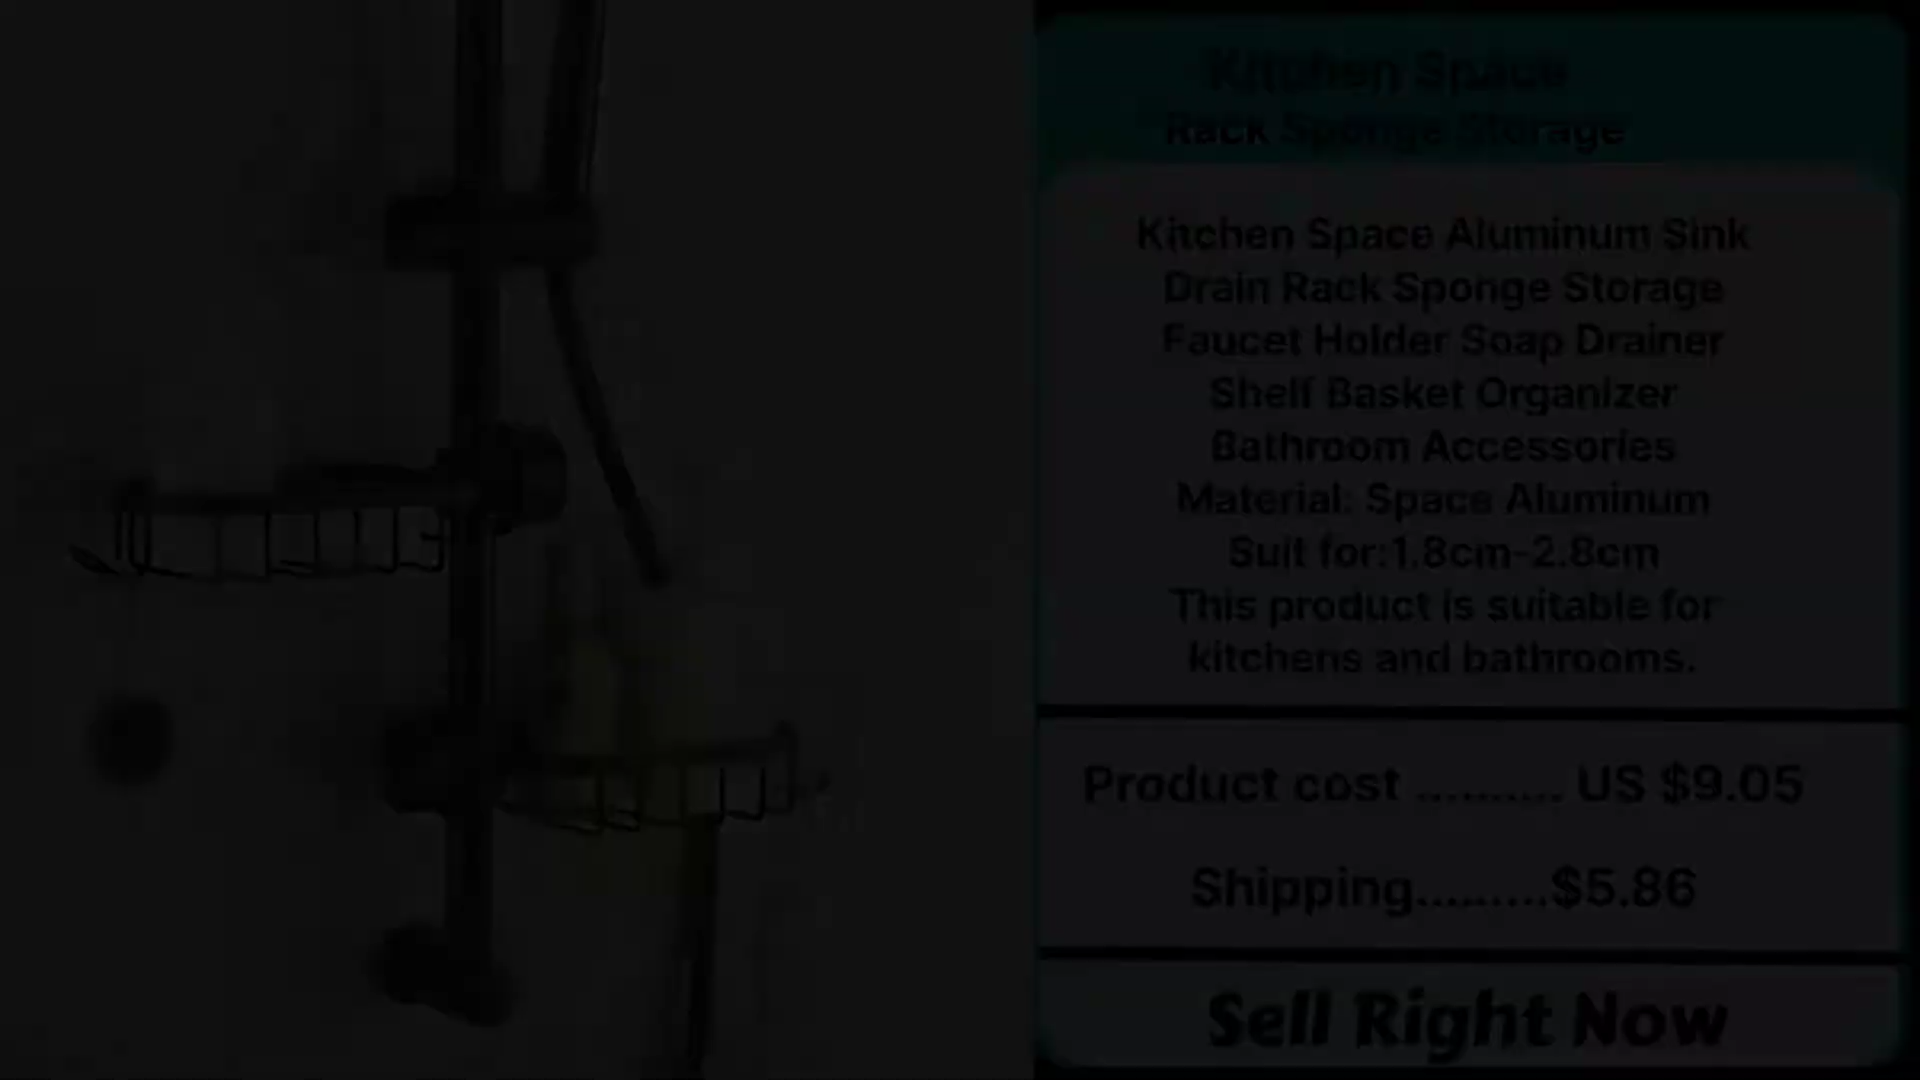 Kitchen Space
Rack Sponge Storage
Kitchen Space Aluminum Sink
Drain Rack Sponge Storage
Faucet Holder Soap Drainer
Shelf Basket Organizer
Bathroom Accessories
Material: Space Aluminum
Suit for:1.8cm-2.8cm
This product is suitable for
kitchens and bathrooms.
Product cost .......... US $9.05
Shipping.........$5.86
Sell Right Now